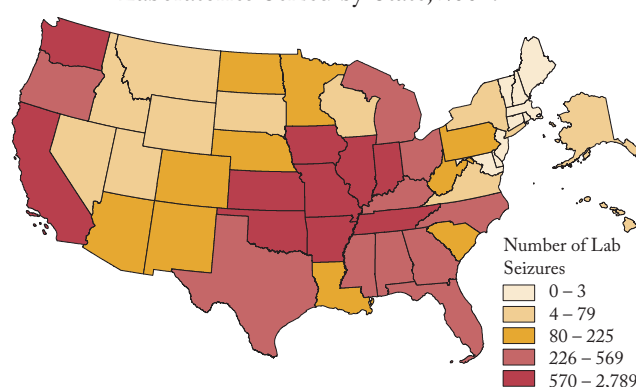 Number of Lab
Seizures
0 – 3
4 – 79
80 – 225
226 – 569
570 – 2,789